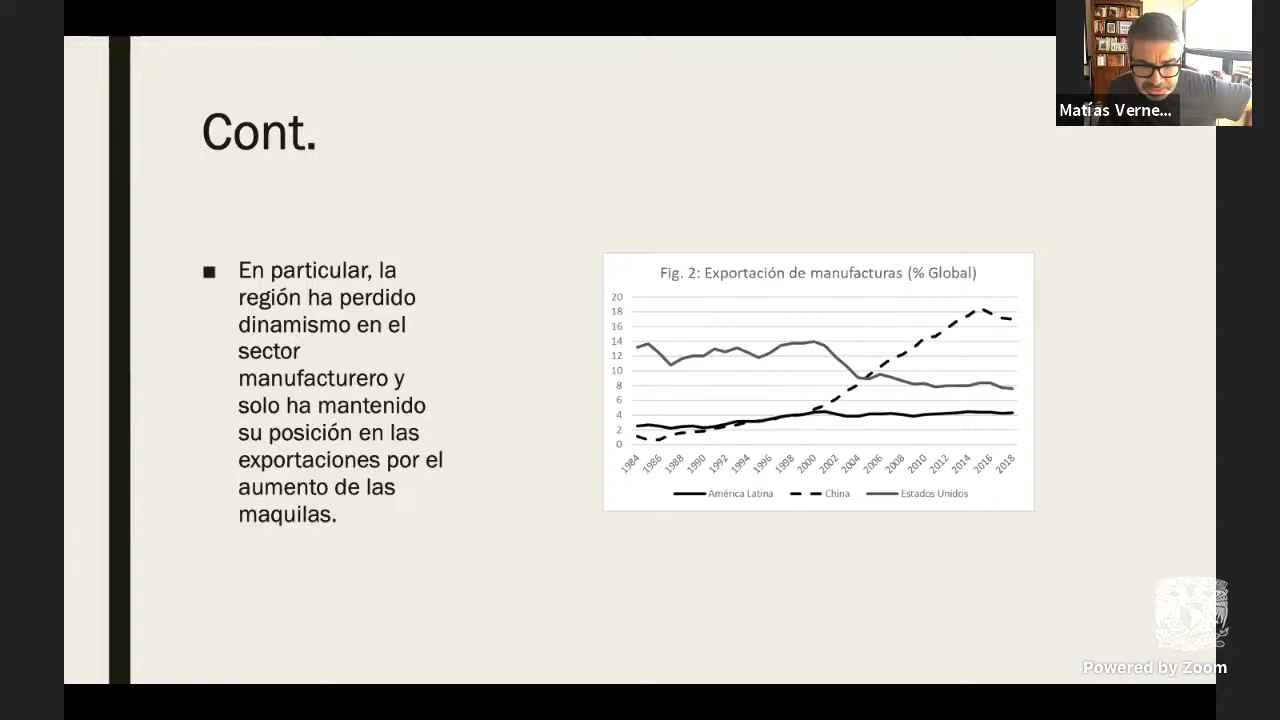 Matías Verne...
Cont.
■ En particular, la
región ha perdido
dinamismo en el
sector
manufacturero y
solo ha mantenido
su posición en las
exportaciones por el
aumento de las
maquilas.
Fig. 2: Exportación de manufacturas (% Global)
20
18
16
14
12
10
8
6
4
2
0
1984 1986 1988 1990 1992 1994 1996 1998 2000 2002 2004 2006 2008 2010 2012 2014 2016 2018
América Latina China Estados Unidos
Powered by Zoom